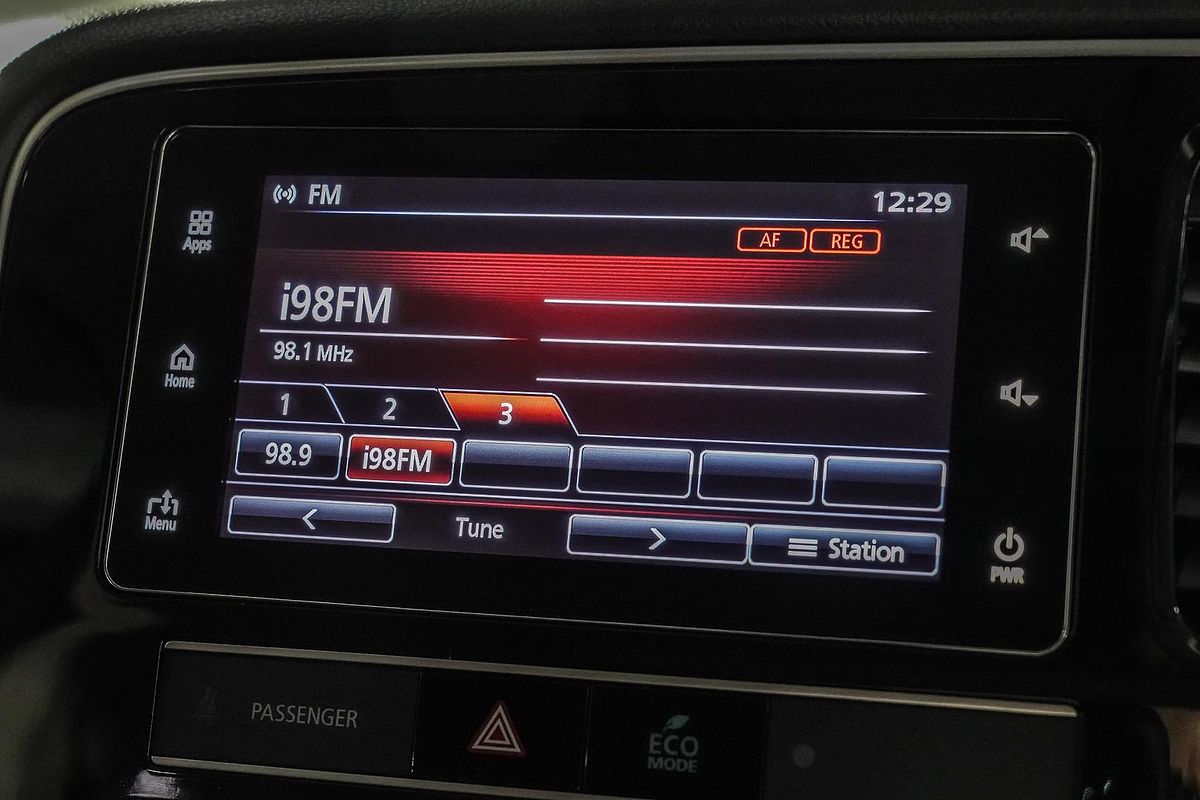 FM 12:29
AF REG
Apps
i98FM
98.1 MHz
Home
1 2 3
98.9 i98FM
Menu
< Tune > Station
PWR
PASSENGER
ECO
MODE